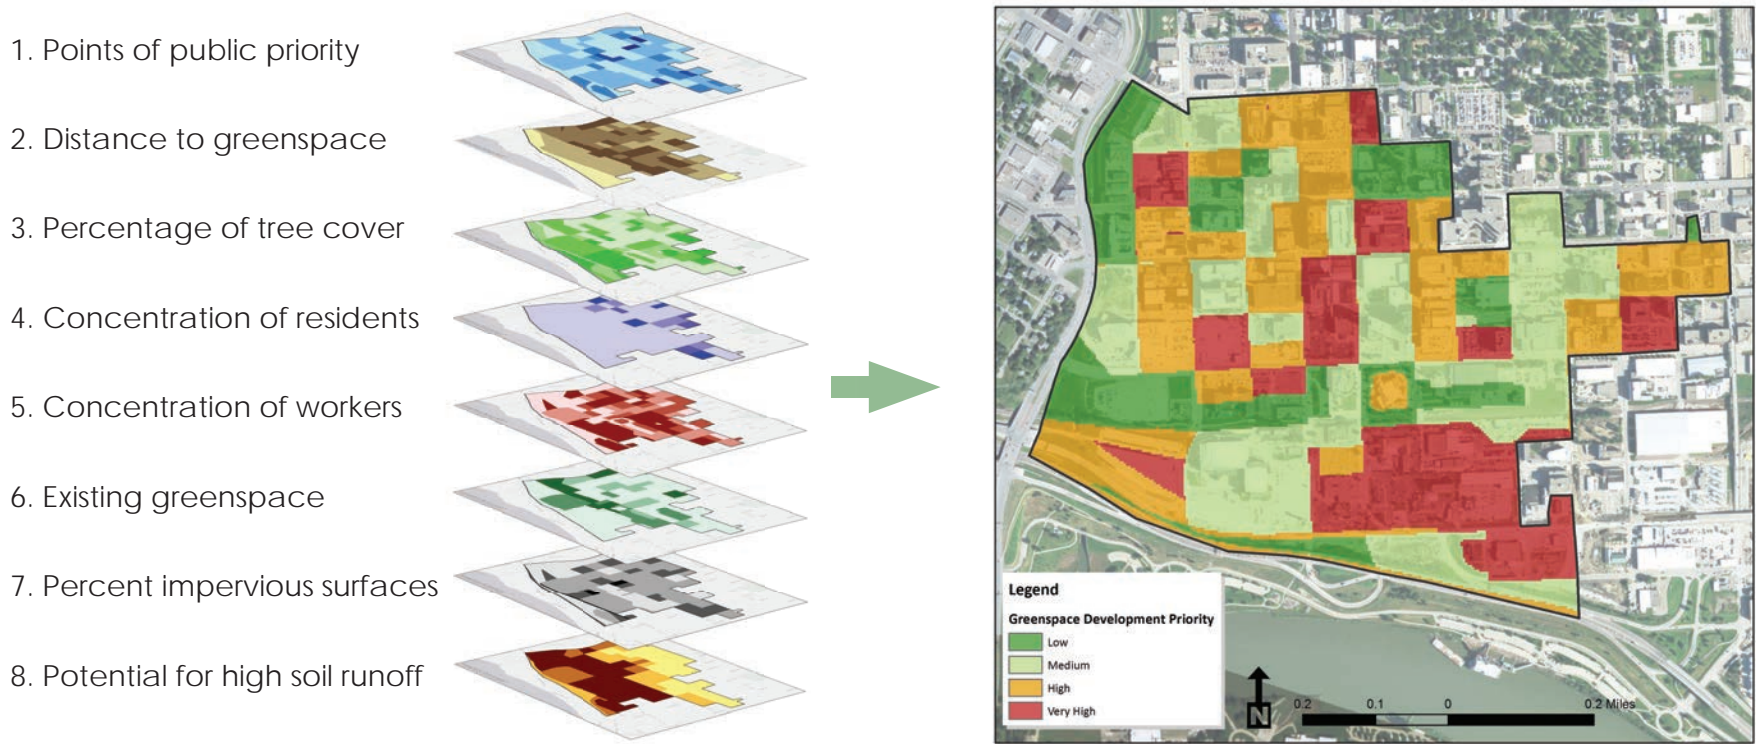 1. Points of public priority
2. Distance to greenspace
3. Percentage of tree cover
4. Concentration of residents
5. Concentration of workers
6. Existing greenspace
7. Percent impervious surfaces
8. Potential for high soil runoff
Legend
Greenspace Development Priority
Low
Medium
High
Very High
N
0.2 0.1 0 0.2 Miles